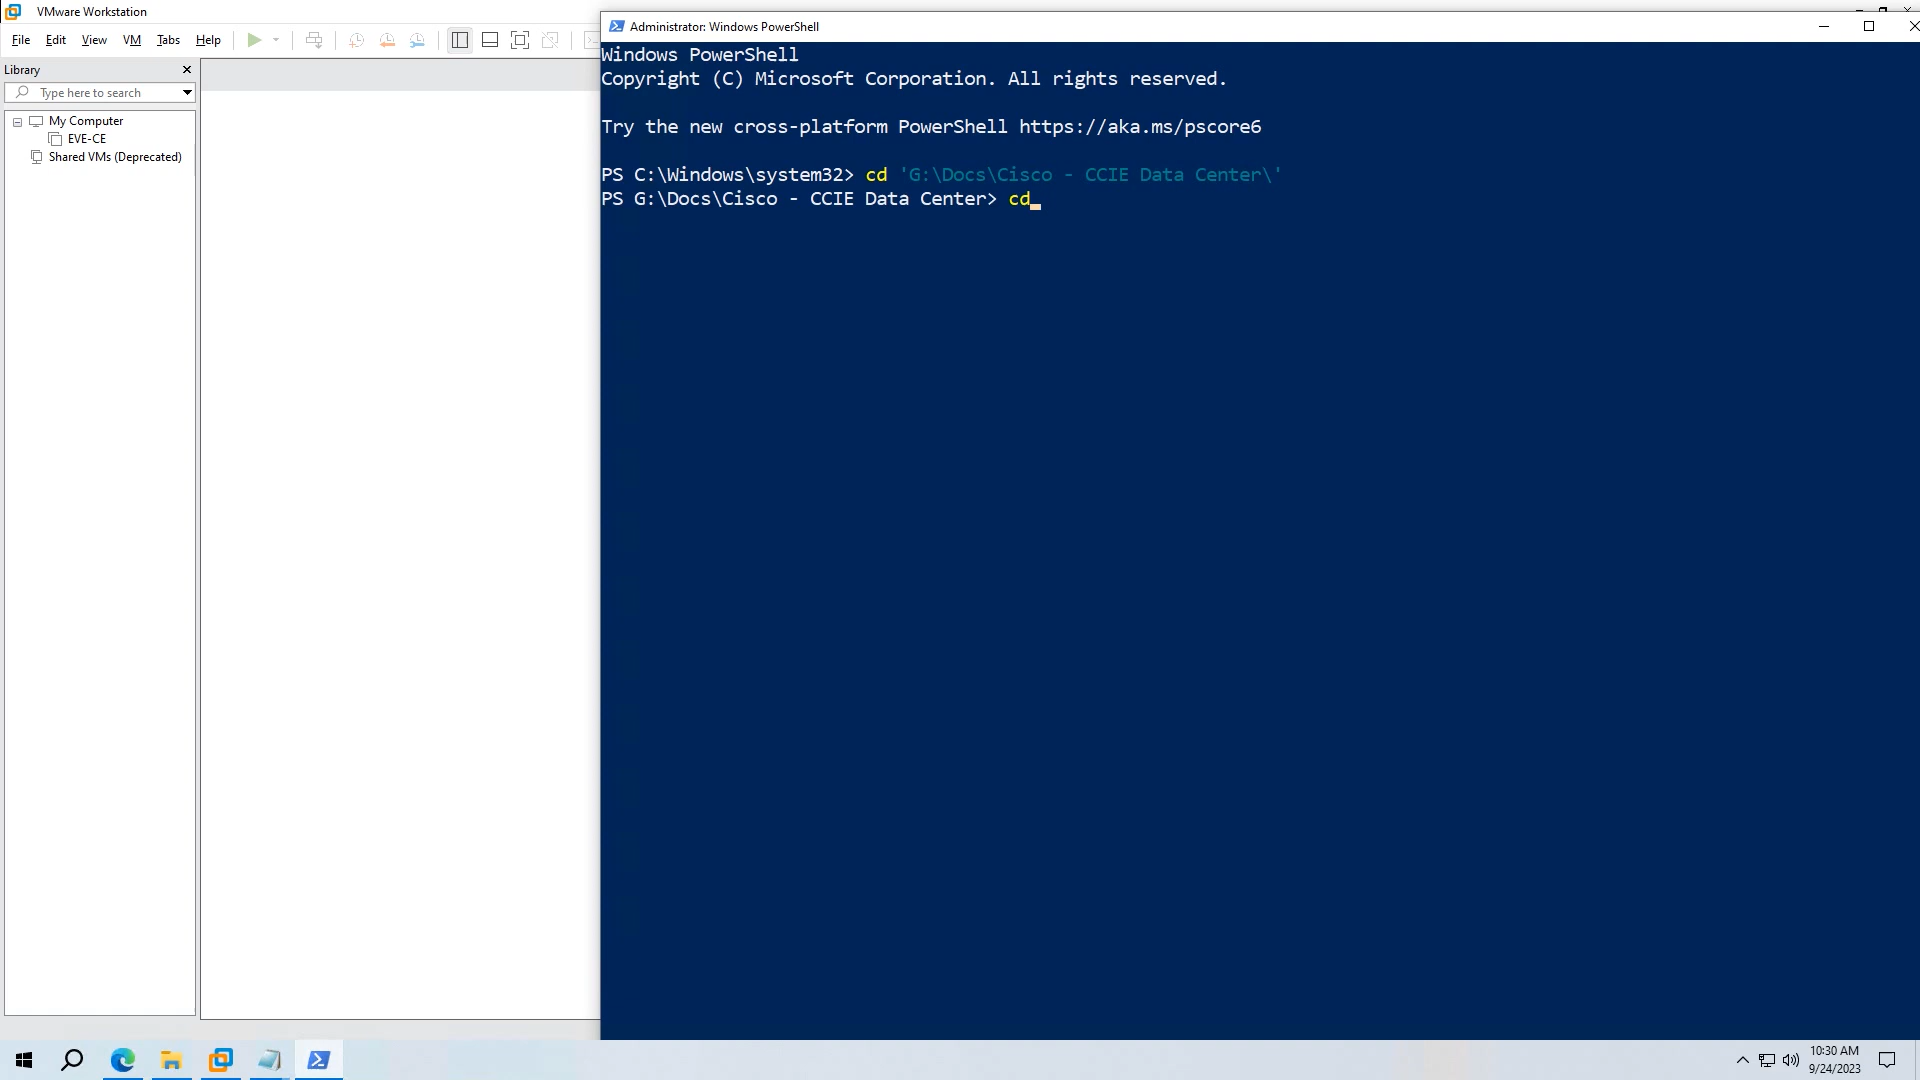 VMware Workstation
File Edit View VM Tabs Help
Library
Type here to search
My Computer
EVE-CE
Shared VMs (Deprecated)
Administrator: Windows PowerShell
Windows PowerShell
Copyright (C) Microsoft Corporation. All rights reserved.
Try the new cross-platform PowerShell https://aka.ms/pscore6
PS C:\Windows\system32> cd 'G:\Docs\Cisco - CCIE Data Center\'
PS G:\Docs\Cisco - CCIE Data Center> cd
10:30 AM
9/24/2023